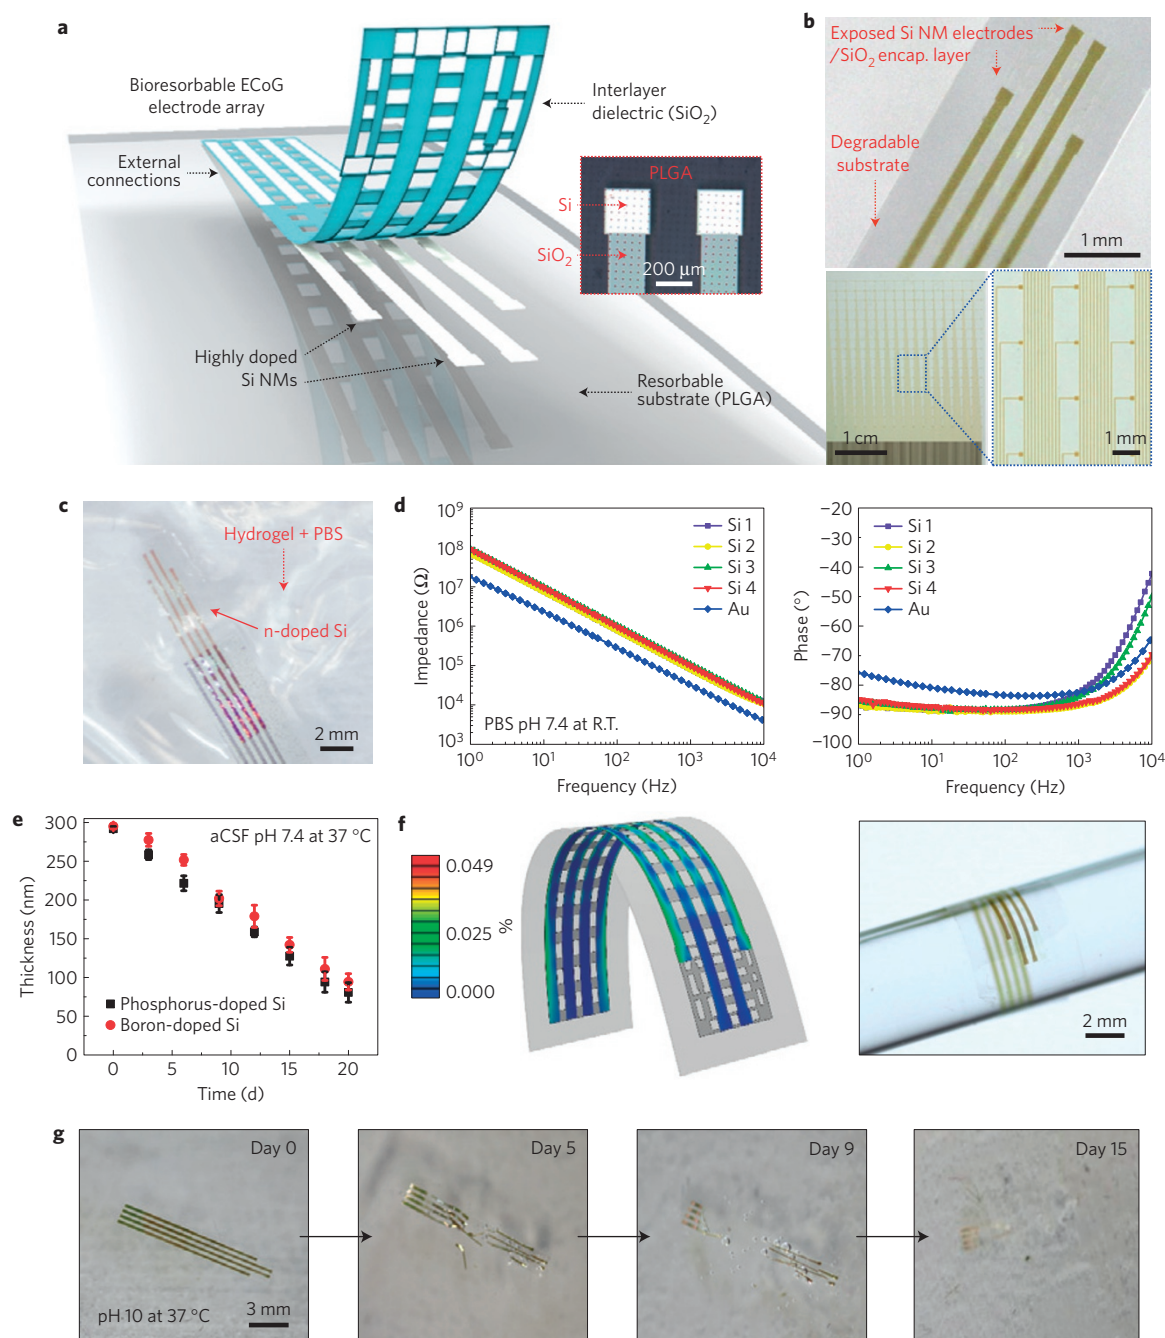 a
Bioresorbable ECoG
electrode array
External
connections
Interlayer
dielectric (SiO₂)
PLGA
Si
SiO₂
200 μm
Highly doped
Si NMs
Resorbable
substrate (PLGA)
b
Exposed Si NM electrodes
/SiO₂ encap. layer
Degradable
substrate
1 mm
1 cm
1 mm
c
Hydrogel + PBS
n-doped Si
2 mm
d
Impedance (Ω)
10⁹
10⁸
10⁷
10⁶
10⁵
10⁴
10³
Si 1
Si 2
Si 3
Si 4
Au
PBS pH 7.4 at R.T.
10⁰ 10¹ 10² 10³ 10⁴
Frequency (Hz)
Phase (°)
−20
−30
−40
−50
−60
−70
−80
−90
−100
Si 1
Si 2
Si 3
Si 4
Au
10⁰ 10¹ 10² 10³ 10⁴
Frequency (Hz)
e
Thickness (nm)
300
250
200
150
100
50
0
aCSF pH 7.4 at 37 °C
Phosphorus-doped Si
Boron-doped Si
0 5 10 15 20
Time (d)
f
0.049
0.025
0.000
%
2 mm
g
Day 0
pH 10 at 37 °C
3 mm
Day 5
Day 9
Day 15